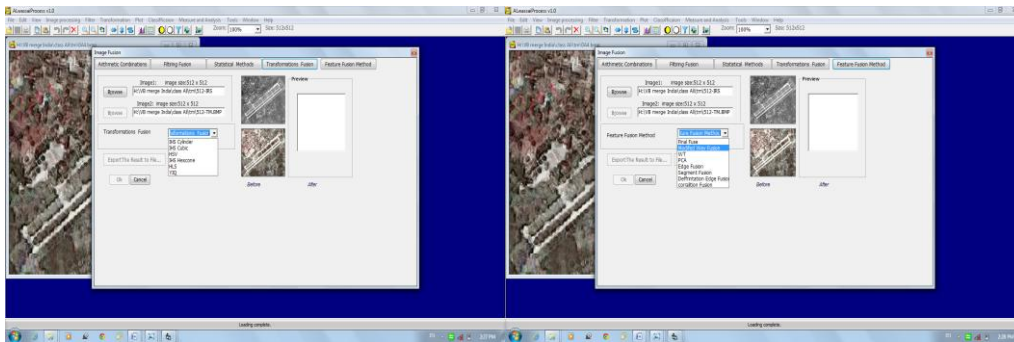 ALwassaiProcess v1.0
File Edit View Image processing Filter Transformation Plot Classification Measure and Analysis Tools Window Help
Zoom: 100% Size: 512x512
Image Fusion
Arithmetic Combinations Filtring Fusion Statistical Methods Transformations Fusion Feature Fusion Method
Image1: image size:512 x 512
Browse
Image2: image size:512 x 512
Browse
Transformations Fusion
IHS Cylinder
IHS Cubic
HSV
IHS Hexcone
HLS
YIQ
Export The Result to File...
Ok Cancel
Preview
Before After
Loading complete.
3:27 PM
ALwassaiProcess v1.0
File Edit View Image processing Filter Transformation Plot Classification Measure and Analysis Tools Window Help
Zoom: 100% Size: 512x512
Image Fusion
Arithmetic Combinations Filtring Fusion Statistical Methods Transformations Fusion Feature Fusion Method
Image1: image size:512 x 512
Browse
Image2: image size:512 x 512
Browse
Feature Fusion Method
Final Fuse
WT
PCA
Edge Fusion
Segment Fusion
Export The Result to File...
Ok Cancel
Preview
Before After
Loading complete.